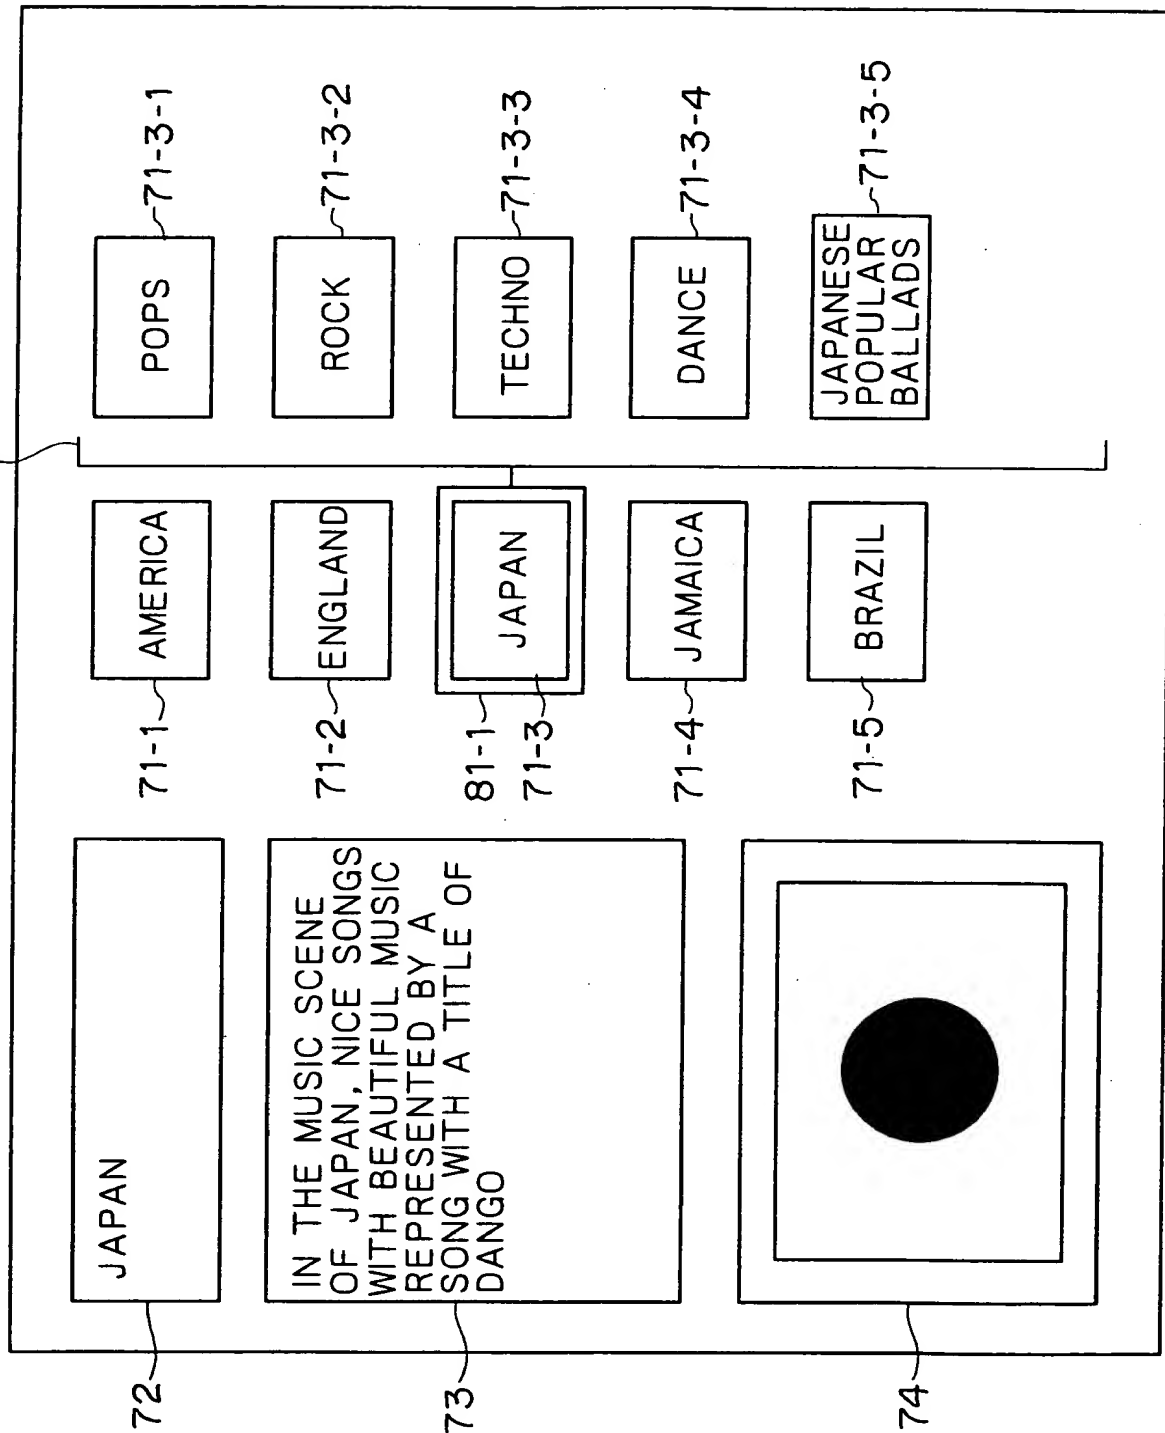 72
JAPAN
73
IN THE MUSIC SCENE
OF JAPAN, NICE SONGS
WITH BEAUTIFUL MUSIC
REPRESENTED BY A
SONG WITH A TITLE OF
DANGO
74
71-1
AMERICA
71-2
ENGLAND
81-1
71-3
JAPAN
71-4
JAMAICA
71-5
BRAZIL
POPS
71-3-1
ROCK
71-3-2
TECHNO
71-3-3
DANCE
71-3-4
JAPANESE
POPULAR
BALLADS
71-3-5